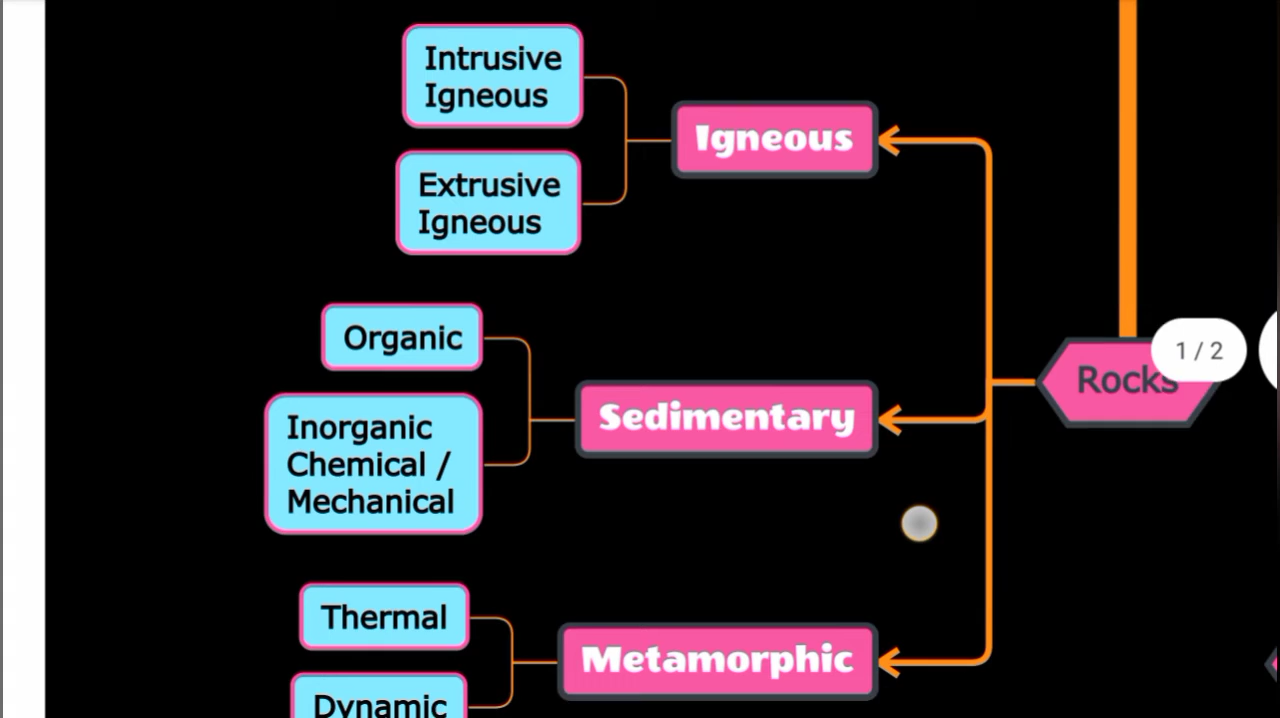 Intrusive
Igneous
Igneous
Extrusive
Igneous
Organic
Sedimentary
Inorganic
Chemical /
Mechanical
Rocks
1 / 2
Thermal
Metamorphic
Dynamic